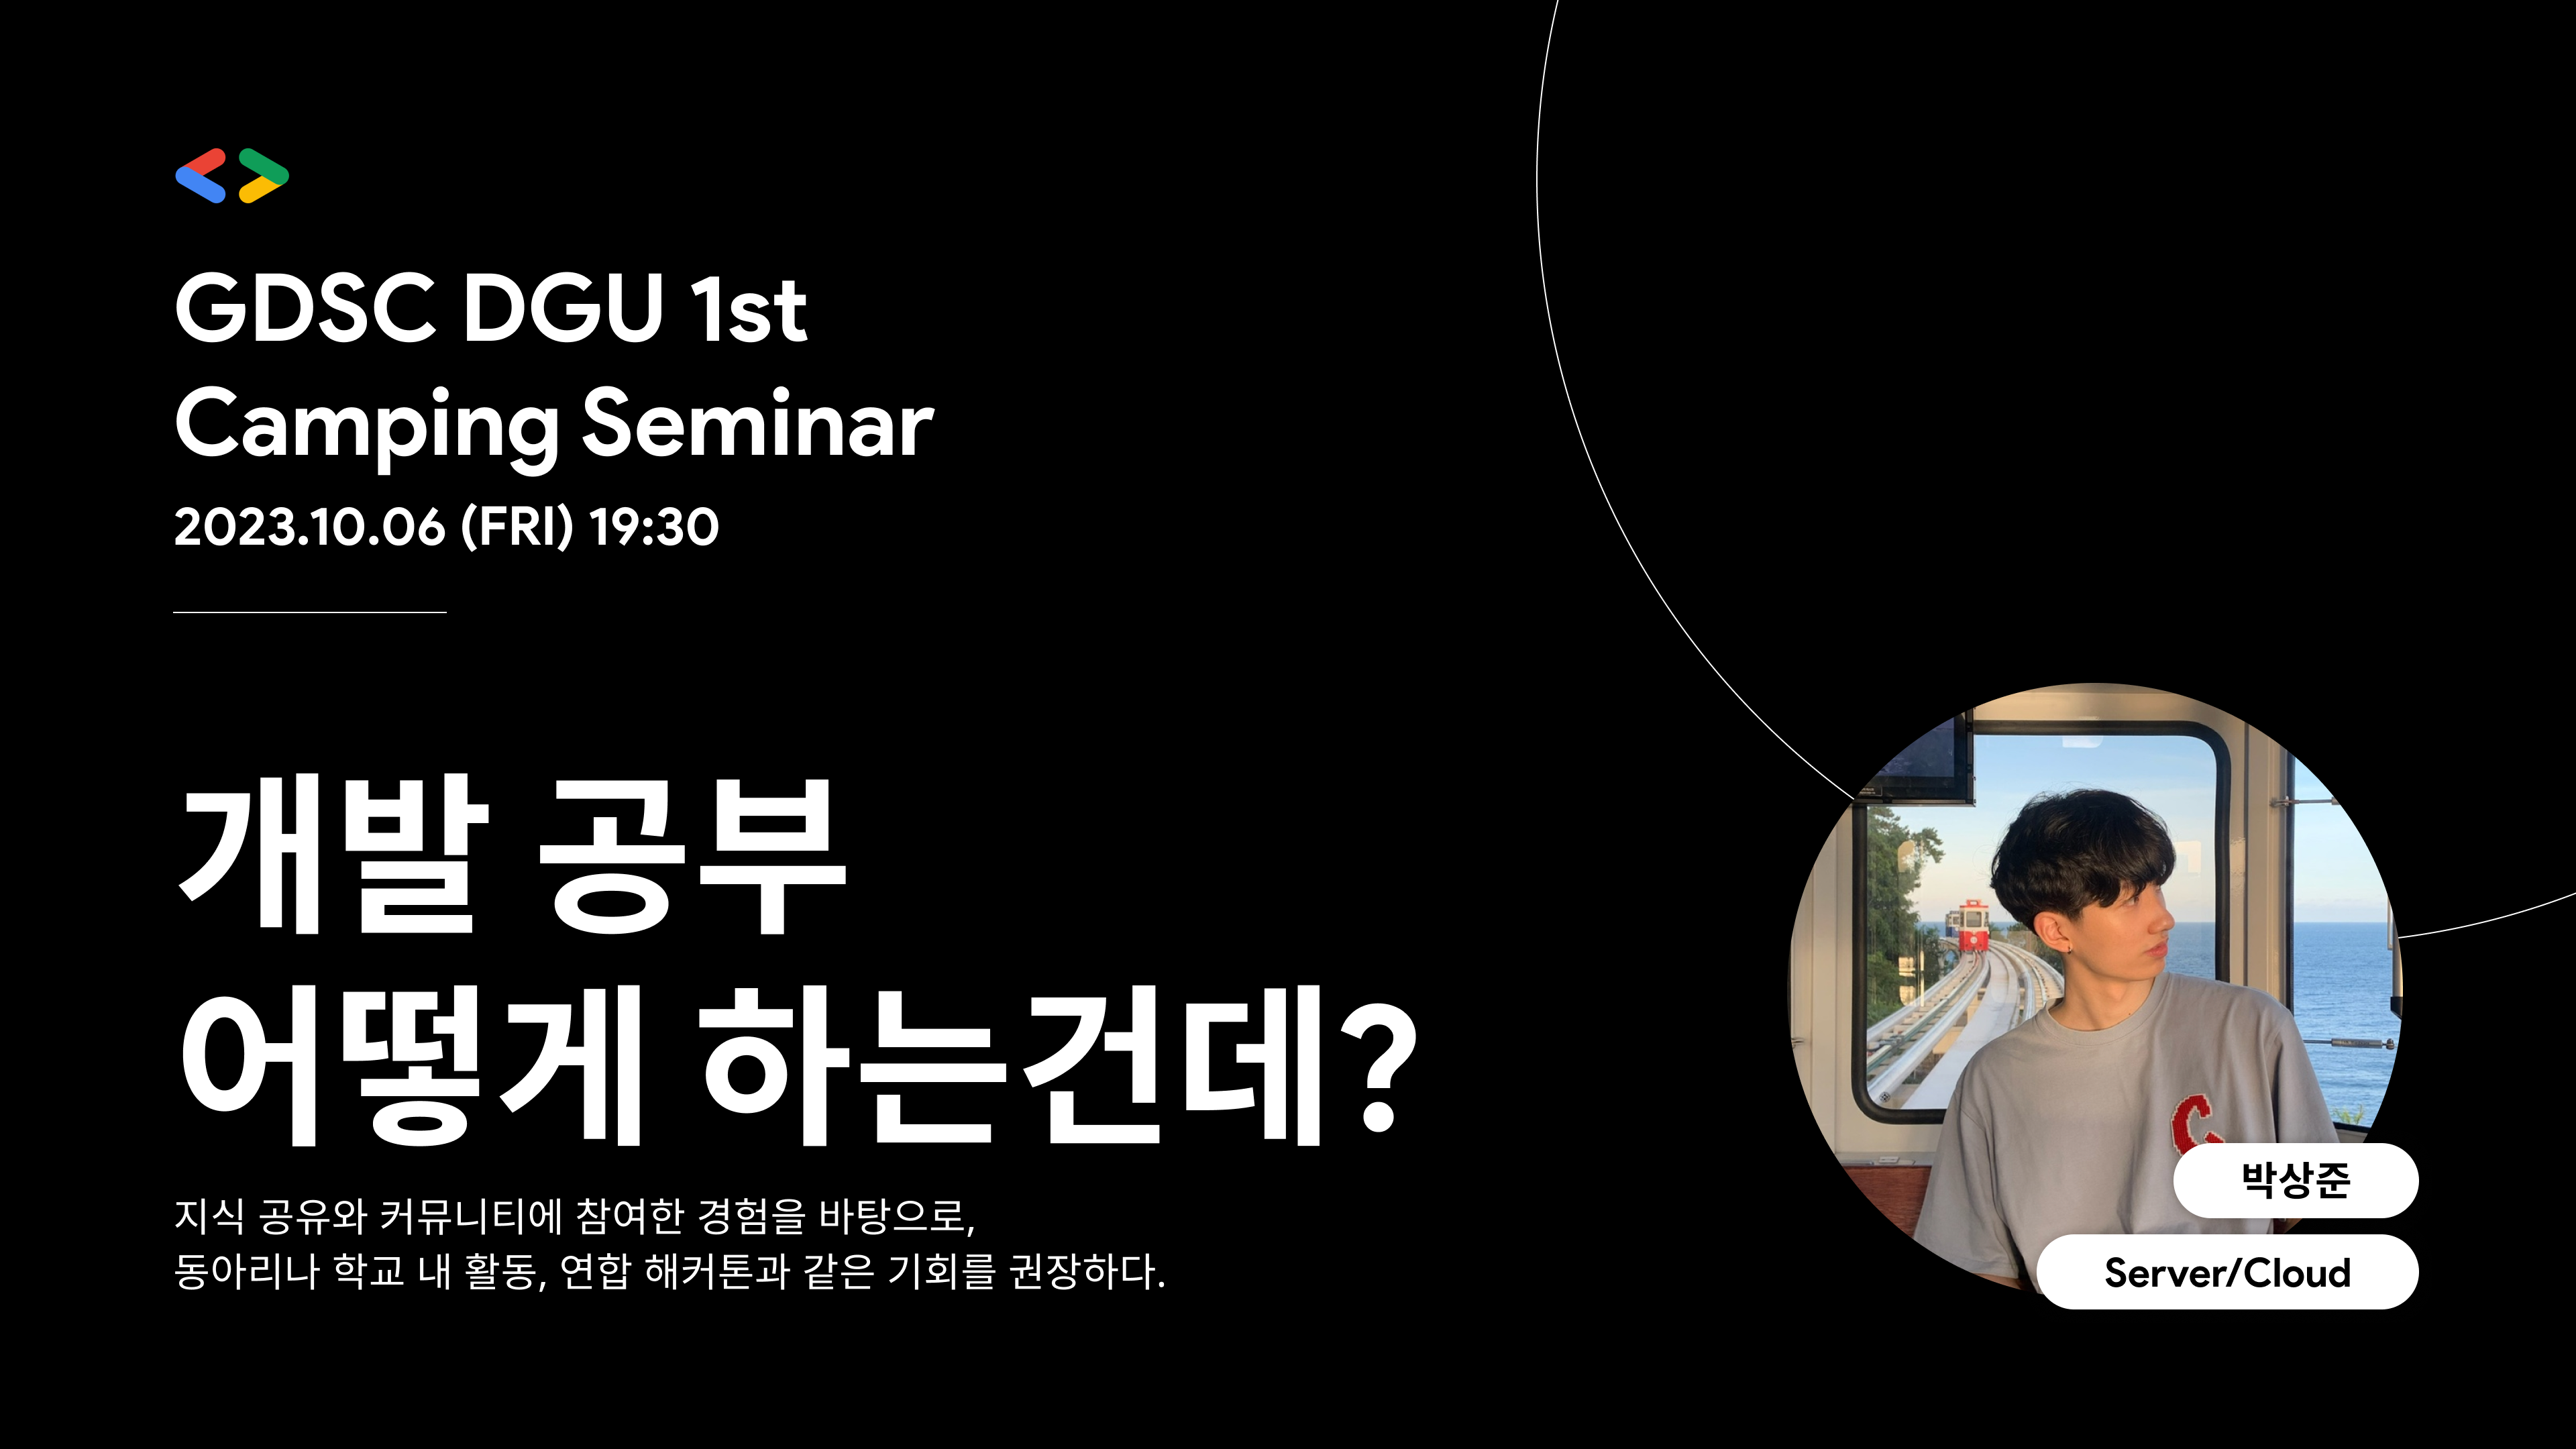 GDSC DGU 1st
Camping Seminar
2023.10.06 (FRI) 19:30
개발 공부
어떻게 하는건데?
지식 공유와 커뮤니티에 참여한 경험을 바탕으로,
동아리나 학교 내 활동, 연합 해커톤과 같은 기회를 권장하다.
박상준
Server/Cloud